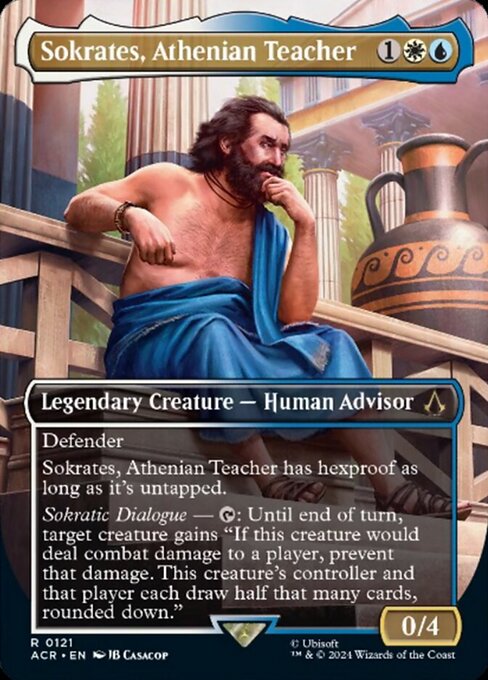 Sokrates, Athenian Teacher 1
Legendary Creature — Human Advisor
Defender
Sokrates, Athenian Teacher has hexproof as
long as it's untapped.
Sokratic Dialogue — : Until end of turn,
target creature gains “If this creature would
deal combat damage to a player, prevent
that damage. This creature's controller and
that player each draw half that many cards,
rounded down.”
0/4
R 0121
ACR • EN JB Casacop
© Ubisoft
™ & © 2024 Wizards of the Coast